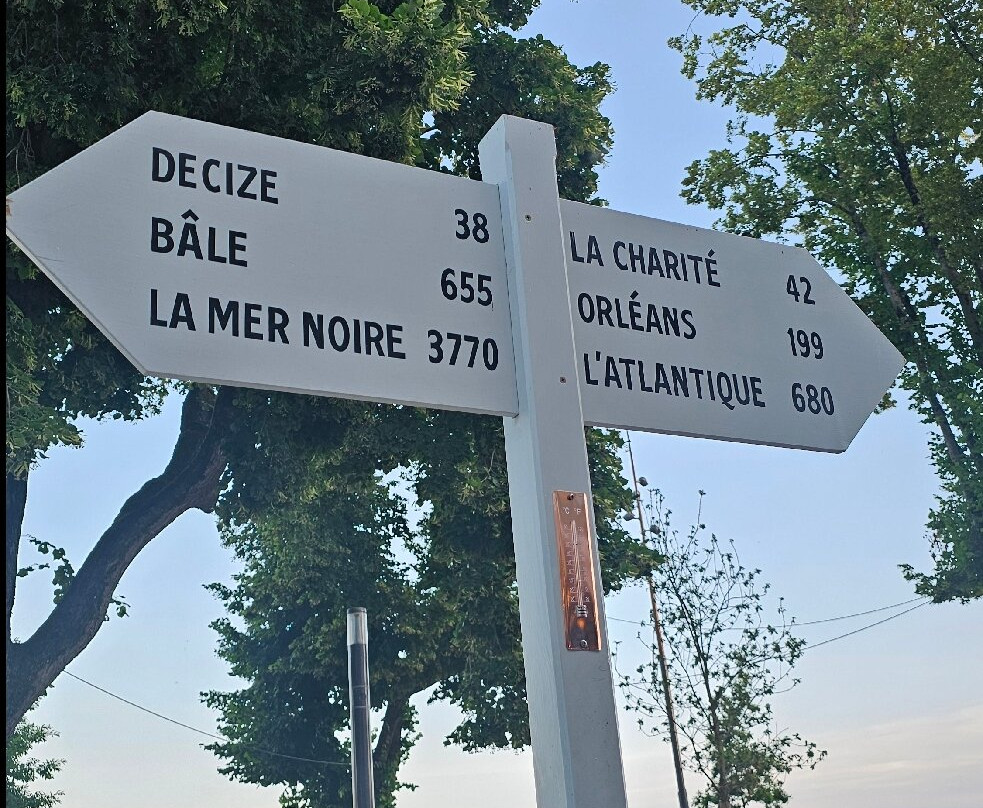 DECIZE 38
BÂLE 655
LA MER NOIRE 3770
LA CHARITÉ 42
ORLÉANS 199
L'ATLANTIQUE 680
°C °F